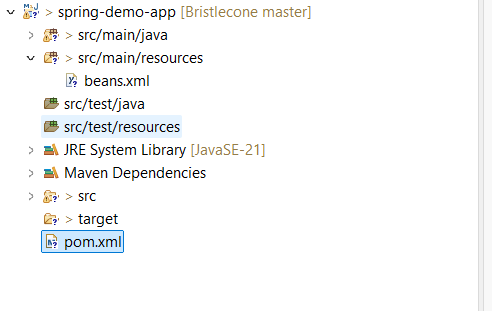 > spring-demo-app [Bristlecone master]
> src/main/java
> src/main/resources
beans.xml
src/test/java
src/test/resources
JRE System Library [JavaSE-21]
Maven Dependencies
> src
> target
pom.xml